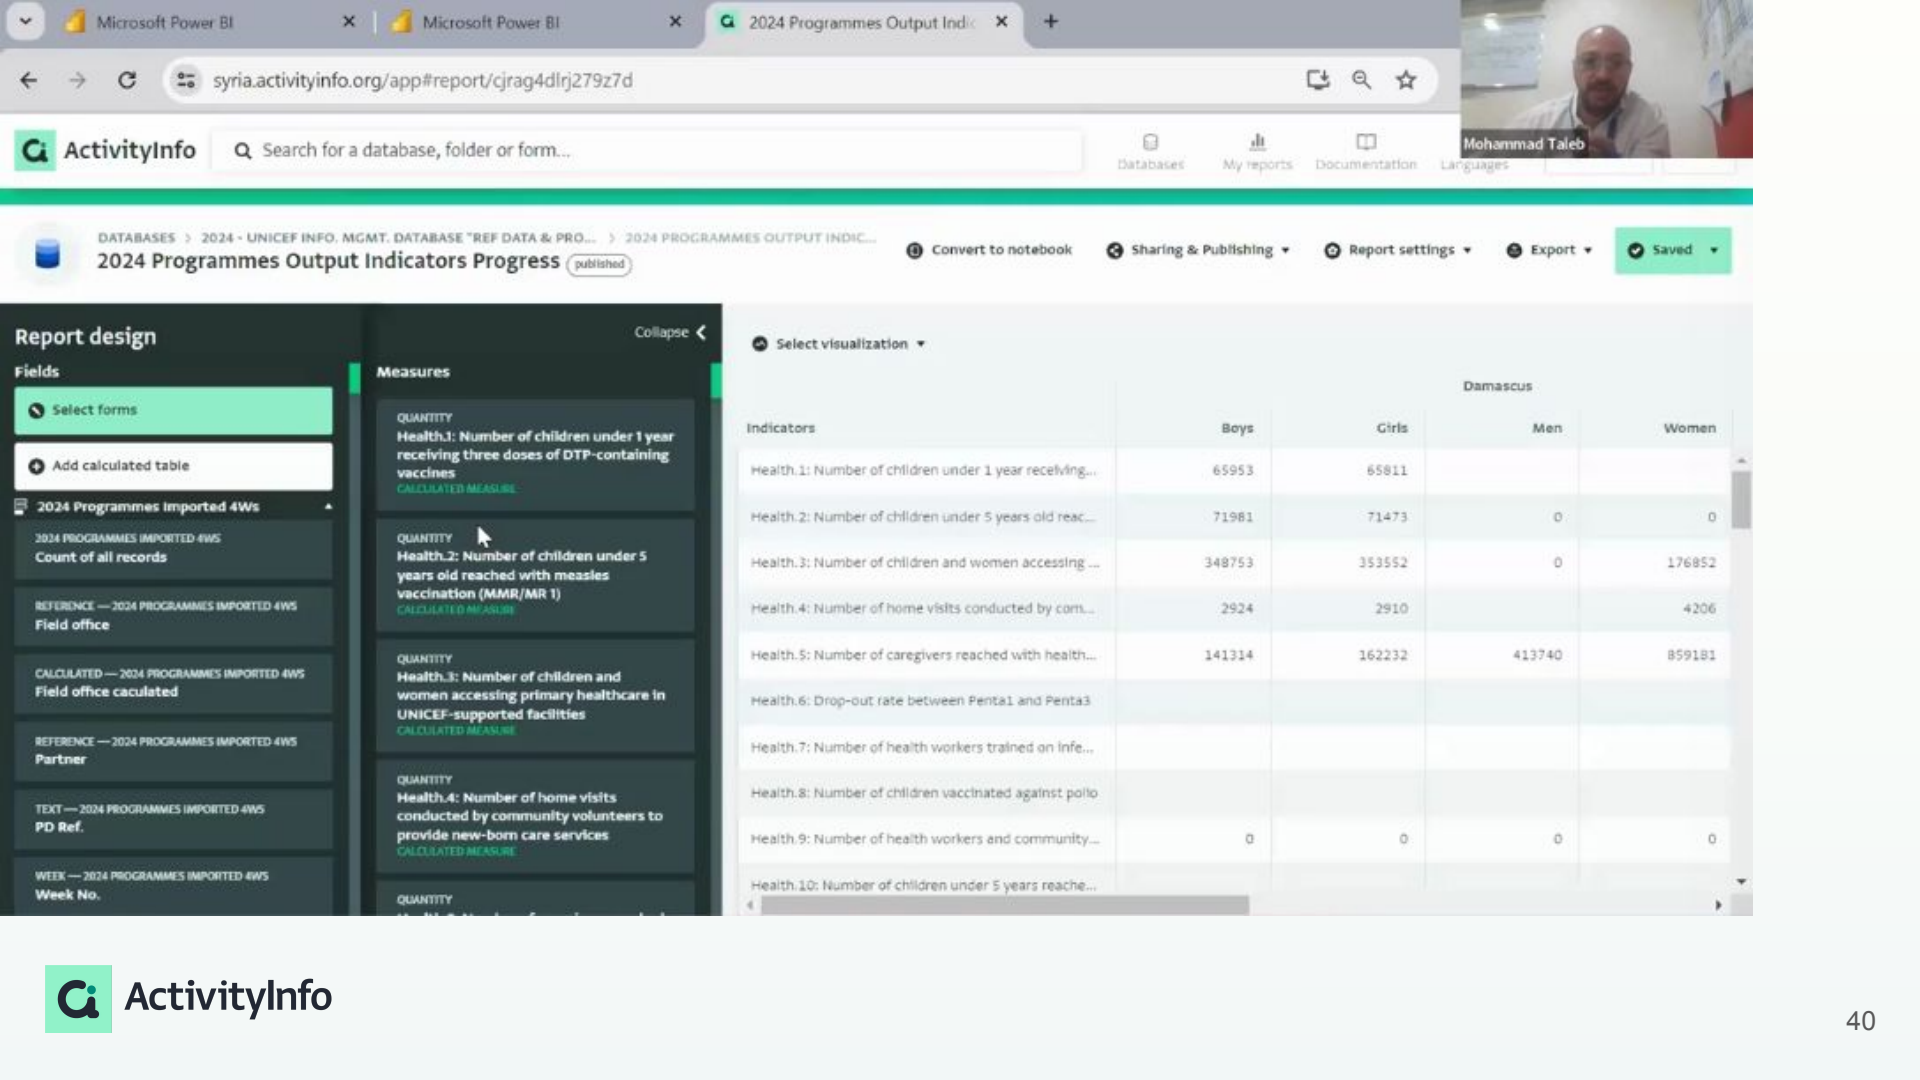 Microsoft Power BI
Microsoft Power BI
2024 Programmes Output Indic
syria.activityinfo.org/app#report/cjrag4dlrj279z7d
Mohammad Taleb
ActivityInfo
Search for a database, folder or form...
Databases
My reports
Documentation
Languages
DATABASES > 2024 - UNICEF INFO. MGMT. DATABASE "REF DATA & PRO... > 2024 PROGRAMMES OUTPUT INDIC...
2024 Programmes Output Indicators Progress published
Convert to notebook
Sharing & Publishing
Report settings
Export
Saved
Report design
Collapse
Fields
Select forms
Add calculated table
2024 Programmes Imported 4Ws
2024 PROGRAMMES IMPORTED 4WS
Count of all records
REFERENCE — 2024 PROGRAMMES IMPORTED 4WS
Field office
CALCULATED — 2024 PROGRAMMES IMPORTED 4WS
Field office caculated
REFERENCE — 2024 PROGRAMMES IMPORTED 4WS
Partner
TEXT — 2024 PROGRAMMES IMPORTED 4WS
PD Ref.
WEEK — 2024 PROGRAMMES IMPORTED 4WS
Week No.
Measures
QUANTITY
Health.1: Number of children under 1 year
receiving three doses of DTP-containing
vaccines
CALCULATED MEASURE
QUANTITY
Health.2: Number of children under 5
years old reached with measles
vaccination (MMR/MR 1)
CALCULATED MEASURE
QUANTITY
Health.3: Number of children and
women accessing primary healthcare in
UNICEF-supported facilities
CALCULATED MEASURE
QUANTITY
Health.4: Number of home visits
conducted by community volunteers to
provide new-born care services
CALCULATED MEASURE
QUANTITY
Select visualization
Damascus
Indicators Boys Girls Men Women
Health.1: Number of children under 1 year receiving... 65953 65811
Health.2: Number of children under 5 years old reac... 71981 71473 0 0
Health.3: Number of children and women accessing ... 348753 353552 0 176852
Health.4: Number of home visits conducted by com... 2924 2910 4206
Health.5: Number of caregivers reached with health... 141314 162232 413740 859181
Health.6: Drop-out rate between Penta1 and Penta3
Health.7: Number of health workers trained on infe...
Health.8: Number of children vaccinated against polio
Health.9: Number of health workers and community... 0 0 0 0
Health.10: Number of children under 5 years reache...
ActivityInfo
40